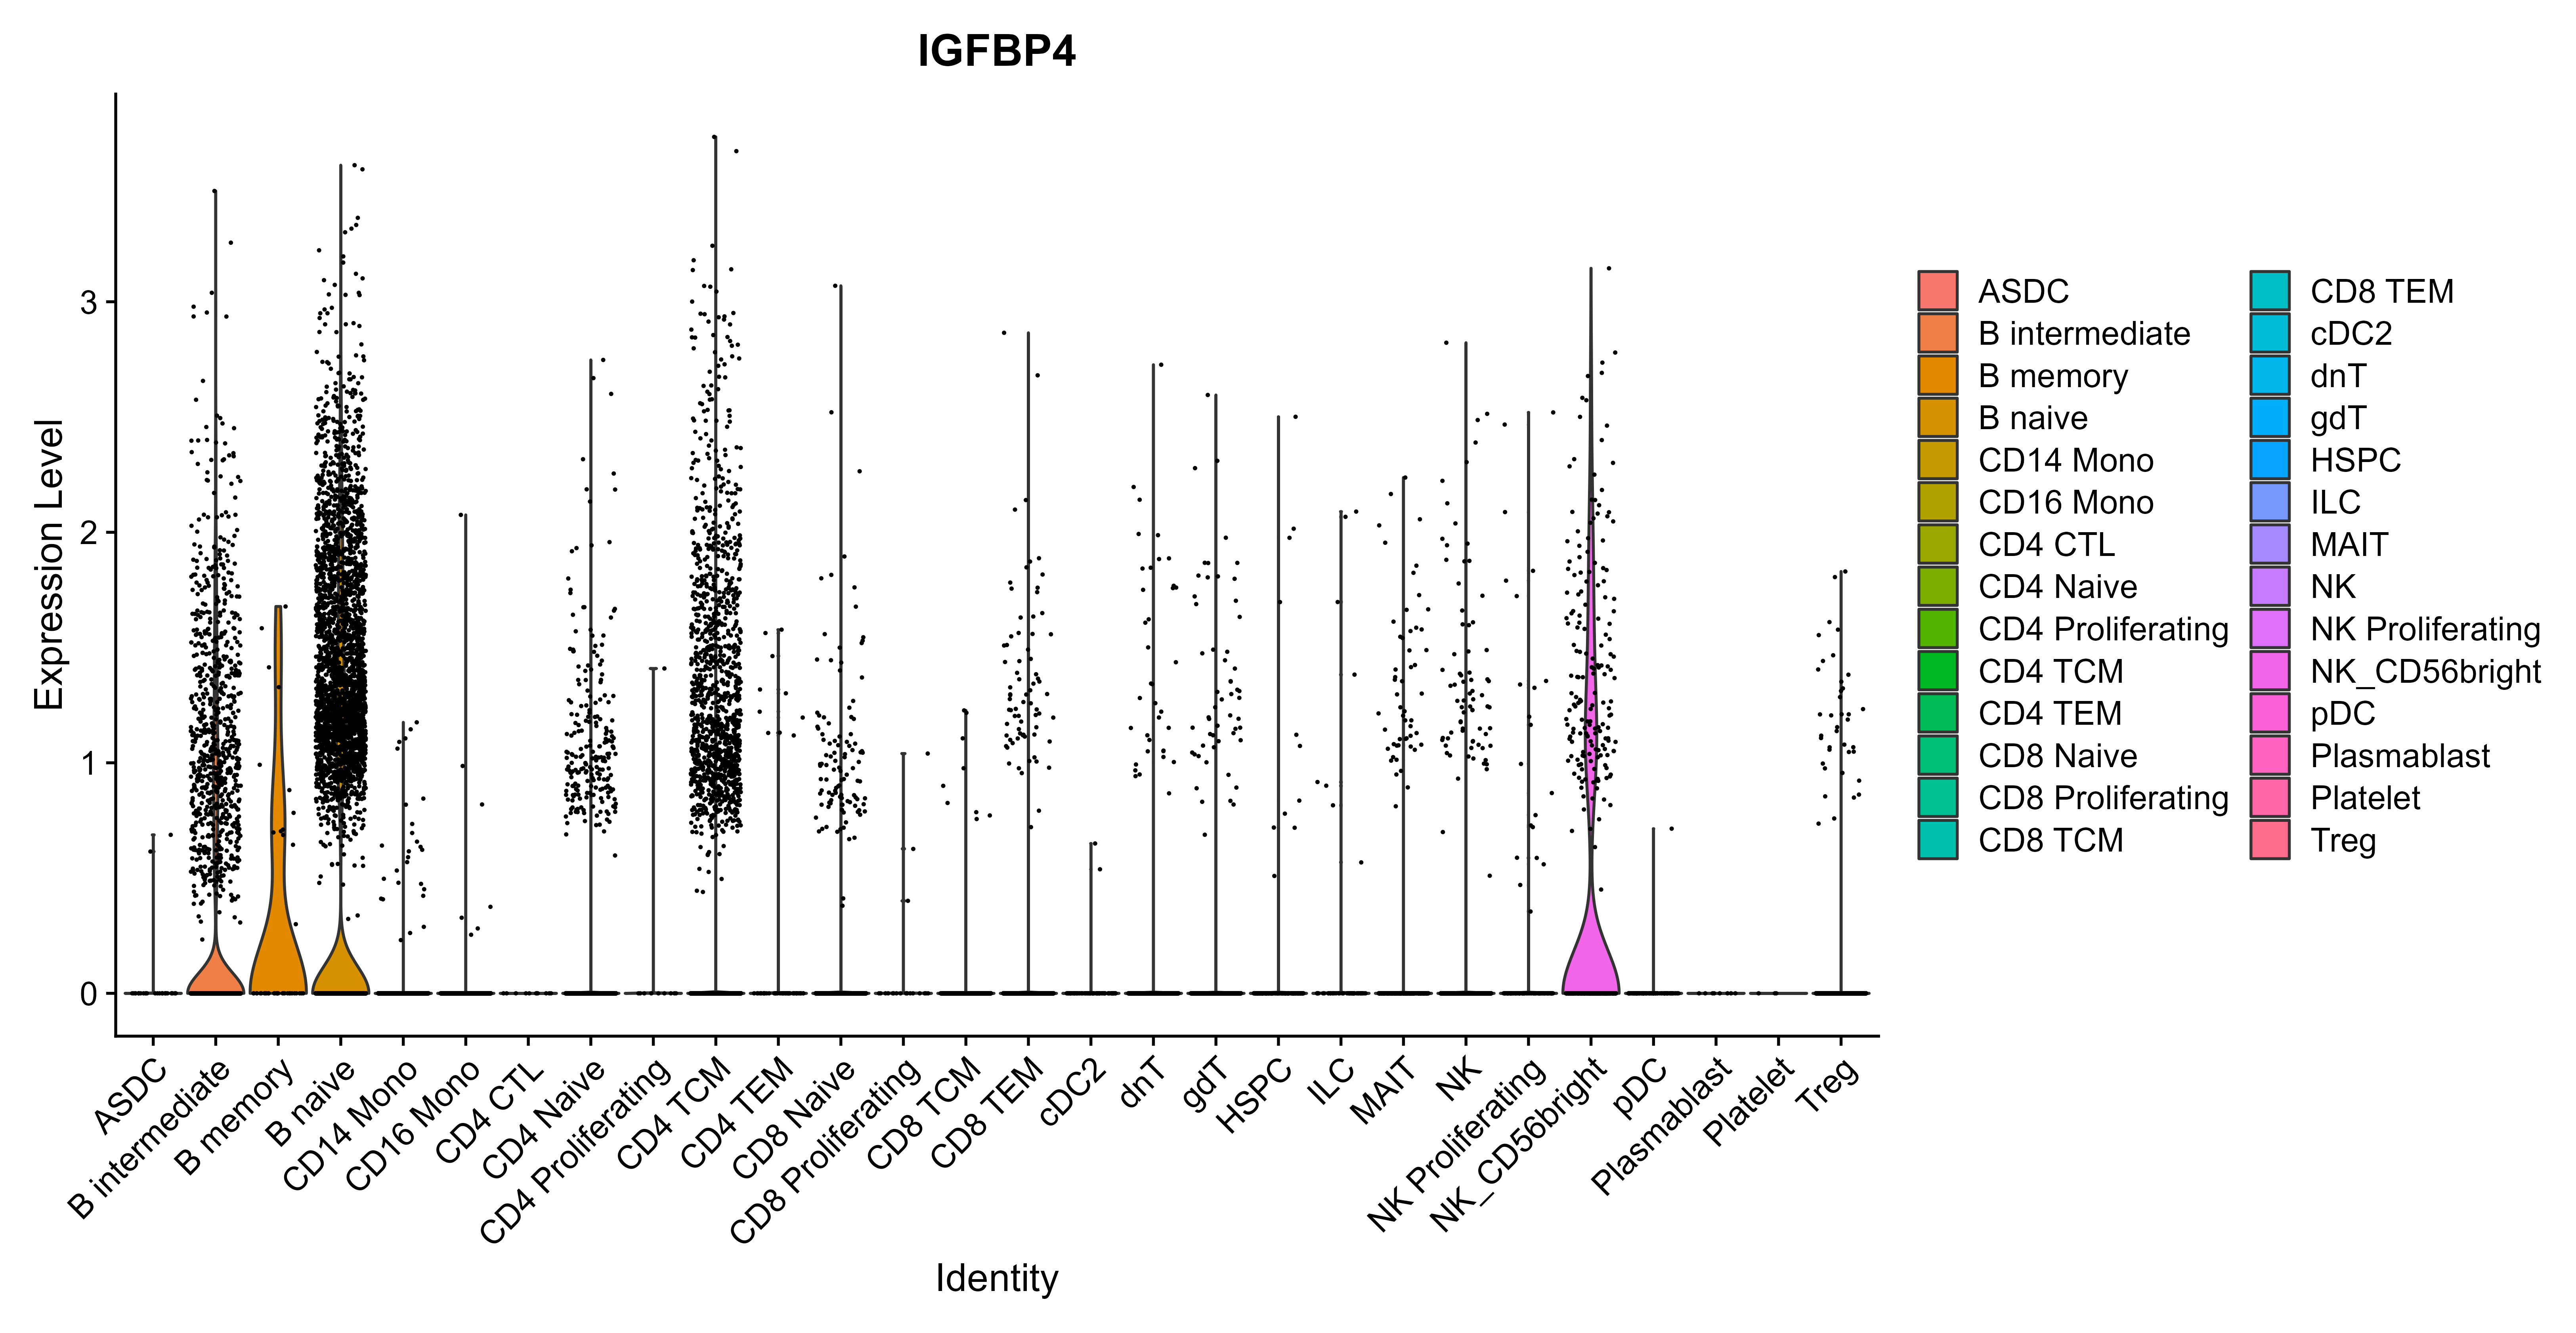 IGFBP4
Expression Level
3
2
1
0
ASDC
B intermediate
B memory
B naive
CD14 Mono
CD16 Mono
CD4 CTL
CD4 Naive
CD4 Proliferating
CD4 TCM
CD4 TEM
CD8 Naive
CD8 Proliferating
CD8 TCM
CD8 TEM
cDC2
dnT
gdT
HSPC
ILC
MAIT
NK
NK Proliferating
NK_CD56bright
pDC
Plasmablast
Platelet
Treg
Identity
ASDC
B intermediate
B memory
B naive
CD14 Mono
CD16 Mono
CD4 CTL
CD4 Naive
CD4 Proliferating
CD4 TCM
CD4 TEM
CD8 Naive
CD8 Proliferating
CD8 TCM
CD8 TEM
cDC2
dnT
gdT
HSPC
ILC
MAIT
NK
NK Proliferating
NK_CD56bright
pDC
Plasmablast
Platelet
Treg